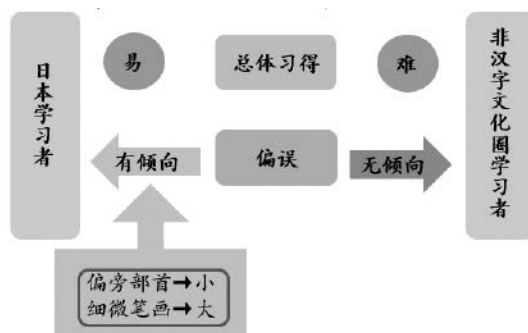 日本学习者
易
总体习得
难
非汉字文化圈学习者
有倾向
偏误
无倾向
偏旁部首→小
细微笔画→大